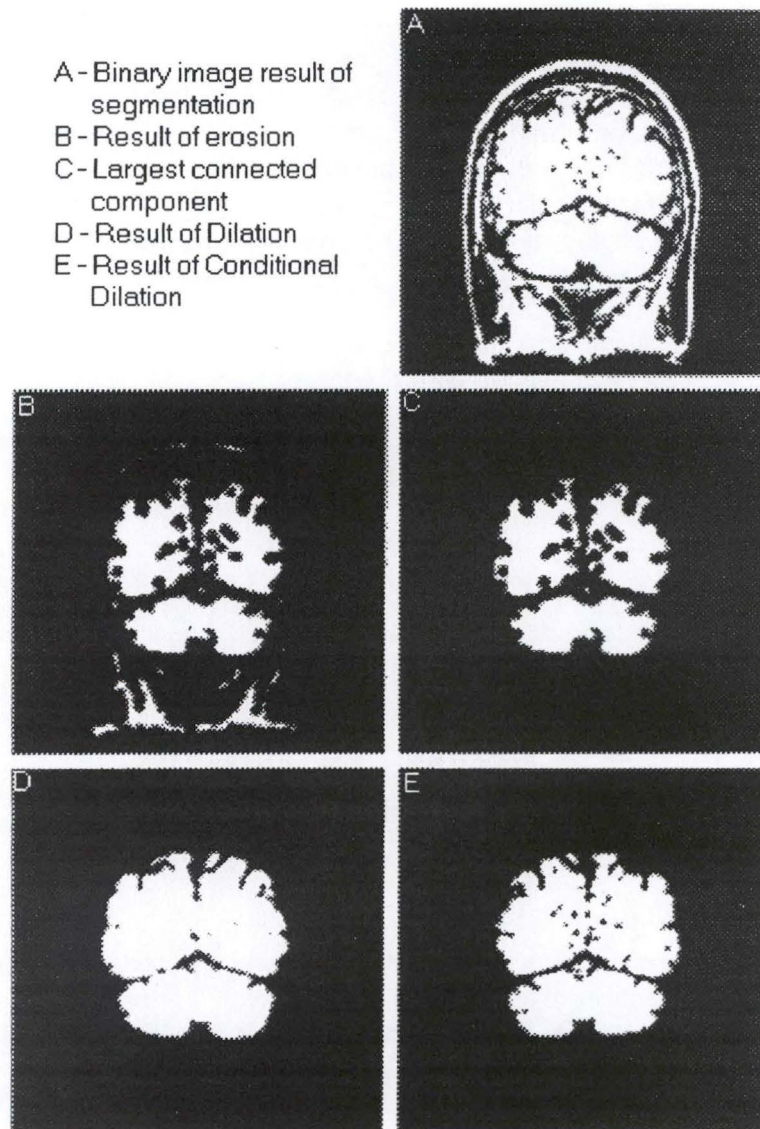 A - Binary image result of
segmentation
B - Result of erosion
C - Largest connected
component
D - Result of Dilation
E - Result of Conditional
Dilation
A
B
C
D
E